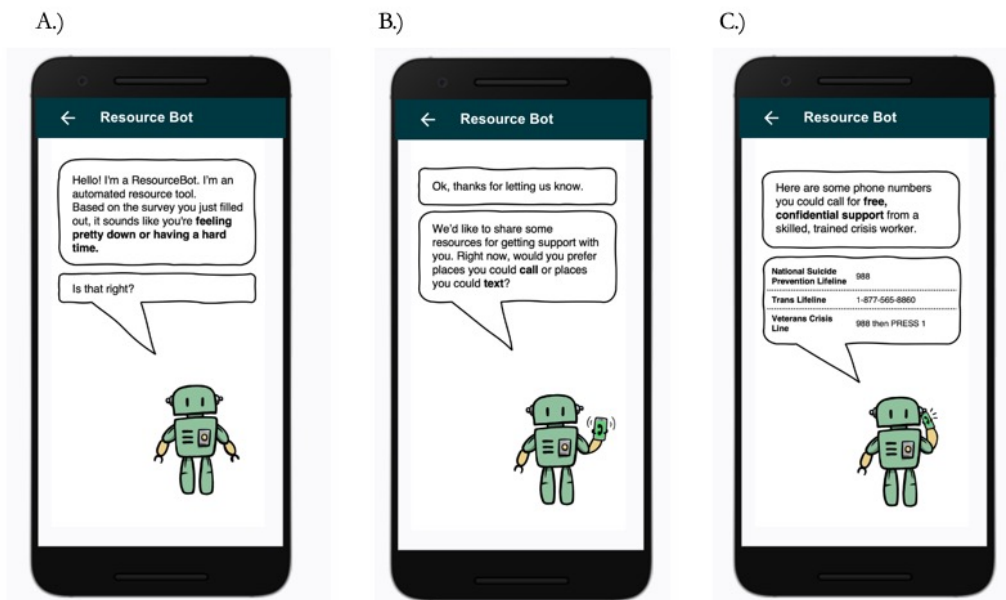 A.)
B.)
C.)
Resource Bot
Hello! I'm a ResourceBot. I'm an
automated resource tool.
Based on the survey you just filled
out, it sounds like you're feeling
pretty down or having a hard
time.
Is that right?
Resource Bot
Ok, thanks for letting us know.
We'd like to share some
resources for getting support with
you. Right now, would you prefer
places you could call or places
you could text?
Resource Bot
Here are some phone numbers
you could call for free,
confidential support from a
skilled, trained crisis worker.
National Suicide
Prevention Lifeline 988
Trans Lifeline 1-877-565-8860
Veterans Crisis
Line 988 then PRESS 1